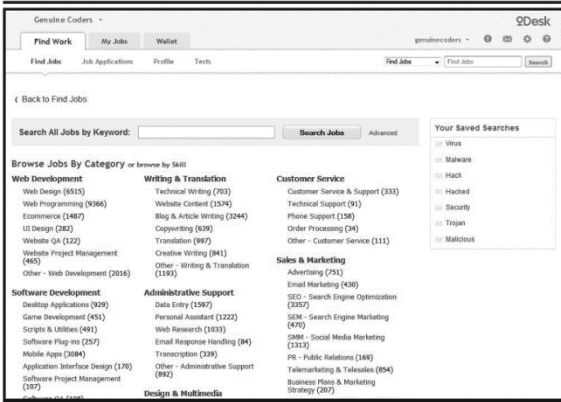 Genuine Coders
oDesk
Find Work My Jobs Wallet
genuinecoders
Find Jobs Job Applications Profile Tests
Find Jobs Find Jobs Search
Back to Find Jobs
Search All Jobs by Keyword: Search Jobs Advanced
Browse Jobs By Category or browse by Skill
Web Development
Web Design (6515)
Web Programming (9366)
Ecommerce (1487)
UI Design (282)
Website QA (122)
Website Project Management
(465)
Other - Web Development (2016)
Software Development
Desktop Applications (929)
Game Development (451)
Scripts & Utilities (491)
Software Plug-ins (257)
Mobile Apps (3084)
Application Interface Design (170)
Software Project Management
(107)
Writing & Translation
Technical Writing (703)
Website Content (1574)
Blog & Article Writing (3244)
Copywriting (639)
Translation (997)
Creative Writing (841)
Other - Writing & Translation
(1193)
Administrative Support
Data Entry (1597)
Personal Assistant (1222)
Web Research (1033)
Email Response Handling (84)
Transcription (339)
Other - Administrative Support
(892)
Design & Multimedia
Customer Service
Customer Service & Support (333)
Technical Support (91)
Phone Support (158)
Order Processing (34)
Other - Customer Service (111)
Sales & Marketing
Advertising (751)
Email Marketing (430)
SEO - Search Engine Optimization
(3357)
SEM - Search Engine Marketing
(470)
SMM - Social Media Marketing
(1313)
PR - Public Relations (169)
Telemarketing & Telesales (854)
Business Plans & Marketing
Strategy (207)
Your Saved Searches
Virus
Malware
Hack
Hacked
Security
Trojan
Malicious